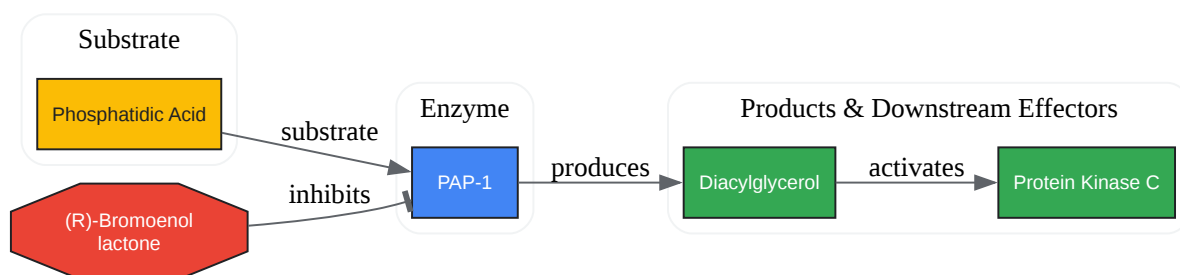 Substrate
Phosphatidic Acid
substrate
(R)-Bromoenol
lactone
inhibits
Enzyme
PAP-1
produces
Products & Downstream Effectors
Diacylglycerol
activates
Protein Kinase C